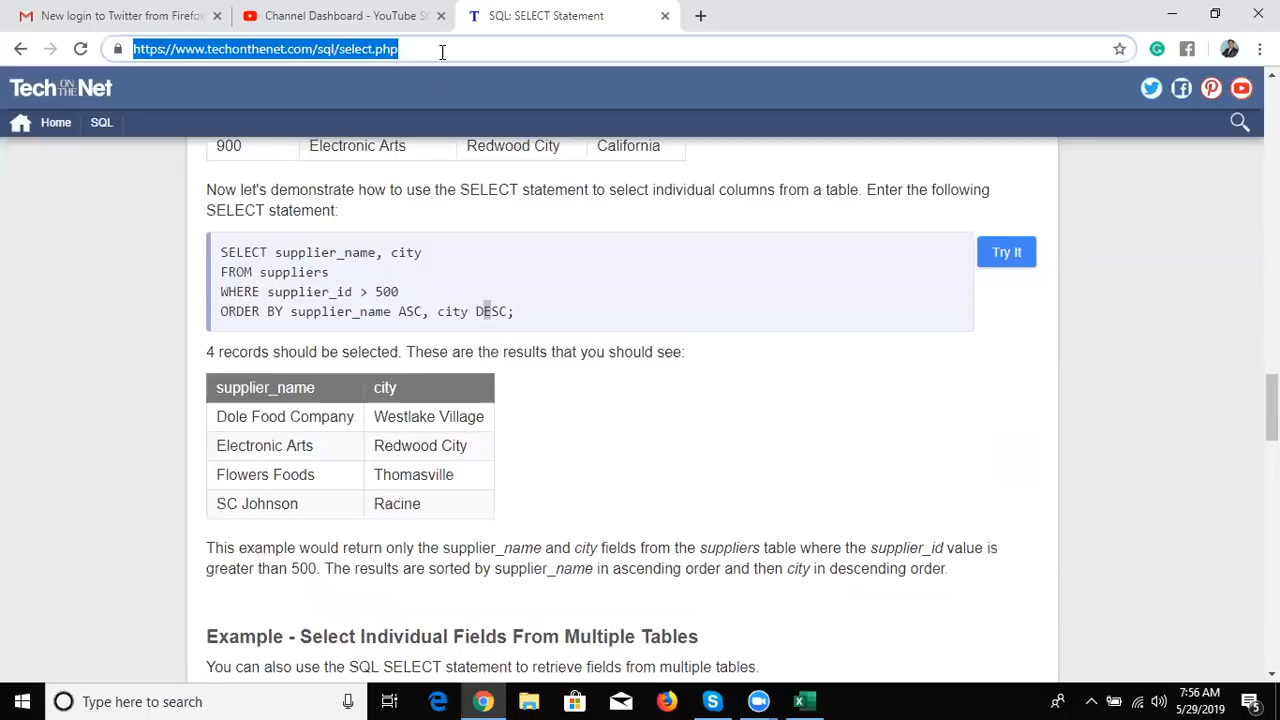 New login to Twitter from Firefox
Channel Dashboard - YouTube St
SQL: SELECT Statement
https://www.techonthenet.com/sql/select.php
Tech ON THE Net
Home
SQL
900 Electronic Arts Redwood City California
Now let's demonstrate how to use the SELECT statement to select individual columns from a table. Enter the following
SELECT statement:
SELECT supplier_name, city
FROM suppliers
WHERE supplier_id > 500
ORDER BY supplier_name ASC, city DESC;
Try It
4 records should be selected. These are the results that you should see:
supplier_name city
Dole Food Company Westlake Village
Electronic Arts Redwood City
Flowers Foods Thomasville
SC Johnson Racine
This example would return only the supplier_name and city fields from the suppliers table where the supplier_id value is
greater than 500. The results are sorted by supplier_name in ascending order and then city in descending order.
Example - Select Individual Fields From Multiple Tables
You can also use the SQL SELECT statement to retrieve fields from multiple tables.
Type here to search
7:56 AM
5/29/2019
5